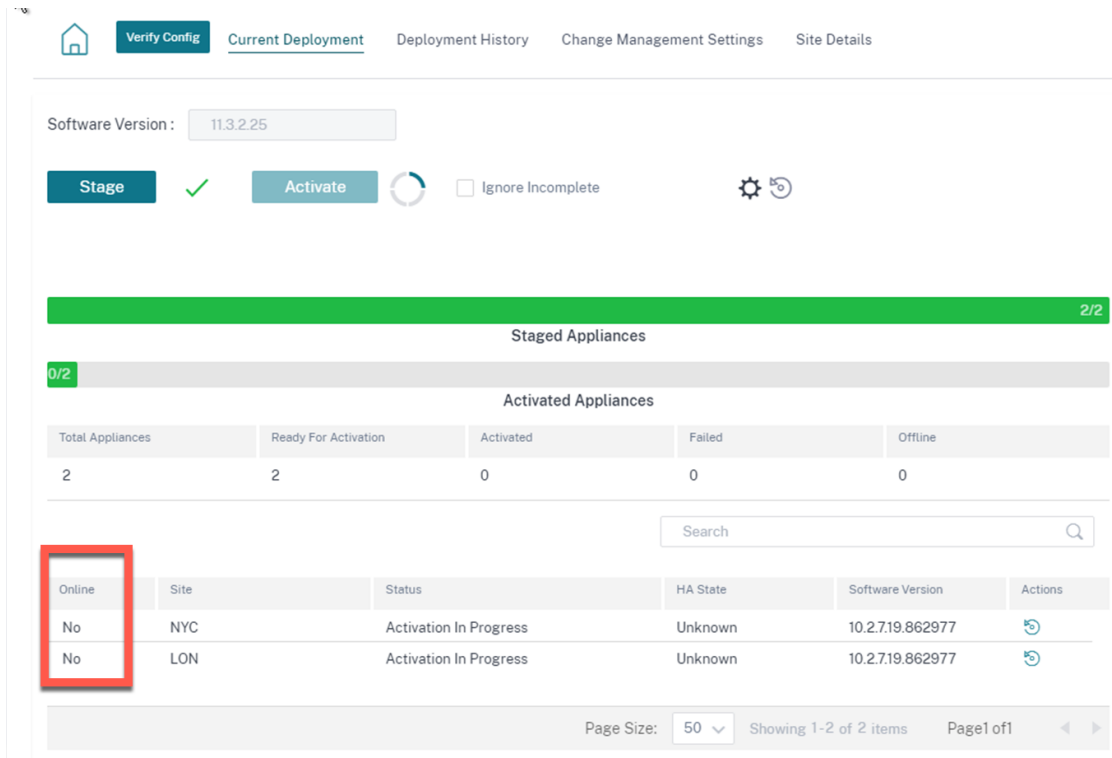 Verify Config Current Deployment Deployment History Change Management Settings Site Details
Software Version : 11.3.2.25
Stage Activate Ignore Incomplete
2/2
Staged Appliances
0/2
Activated Appliances
Total Appliances Ready For Activation Activated Failed Offline
2 2 0 0 0
Search
Online Site Status HA State Software Version Actions
No NYC Activation In Progress Unknown 10.2.7.19.862977
No LON Activation In Progress Unknown 10.2.7.19.862977
Page Size: 50 Showing 1-2 of 2 items Page1 of1